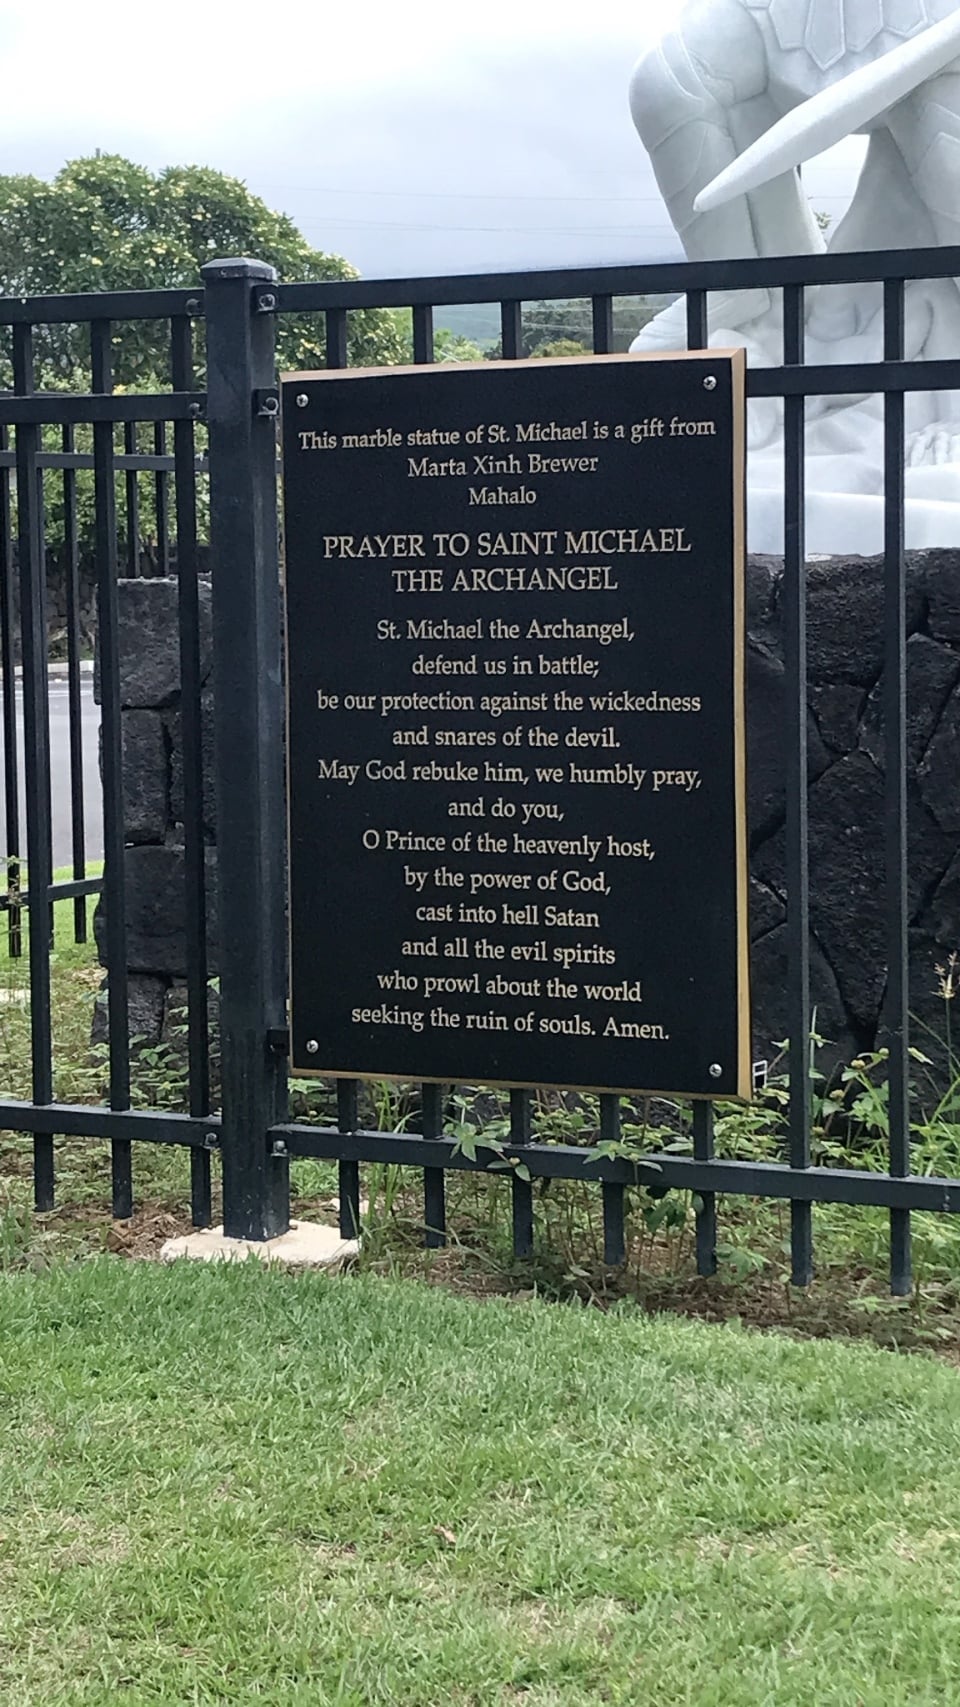 This marble statue of St. Michael is a gift from
Marta Xinh Brewer
Mahalo
PRAYER TO SAINT MICHAEL
THE ARCHANGEL
St. Michael the Archangel,
defend us in battle;
be our protection against the wickedness
and snares of the devil.
May God rebuke him, we humbly pray,
and do you,
O Prince of the heavenly host,
by the power of God,
cast into hell Satan
and all the evil spirits
who prowl about the world
seeking the ruin of souls. Amen.